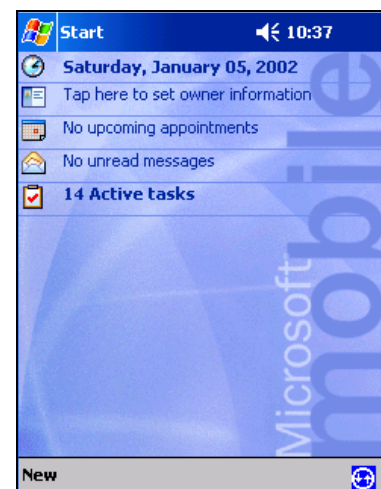 Start 10:37
Saturday, January 05, 2002
Tap here to set owner information
No upcoming appointments
No unread messages
14 Active tasks
Microsoft
mobile
New